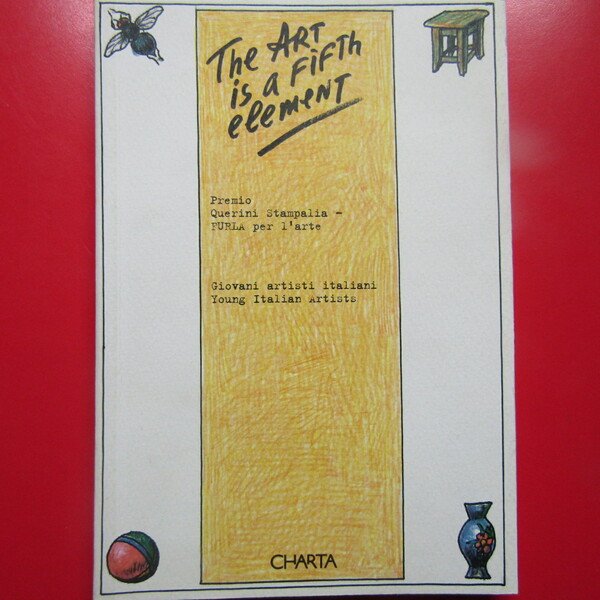 The ART
is a fifth
element
Premio
Querini Stampalia –
FURLA per l'arte
Giovani artisti italiani
Young Italian Artists
CHARTA